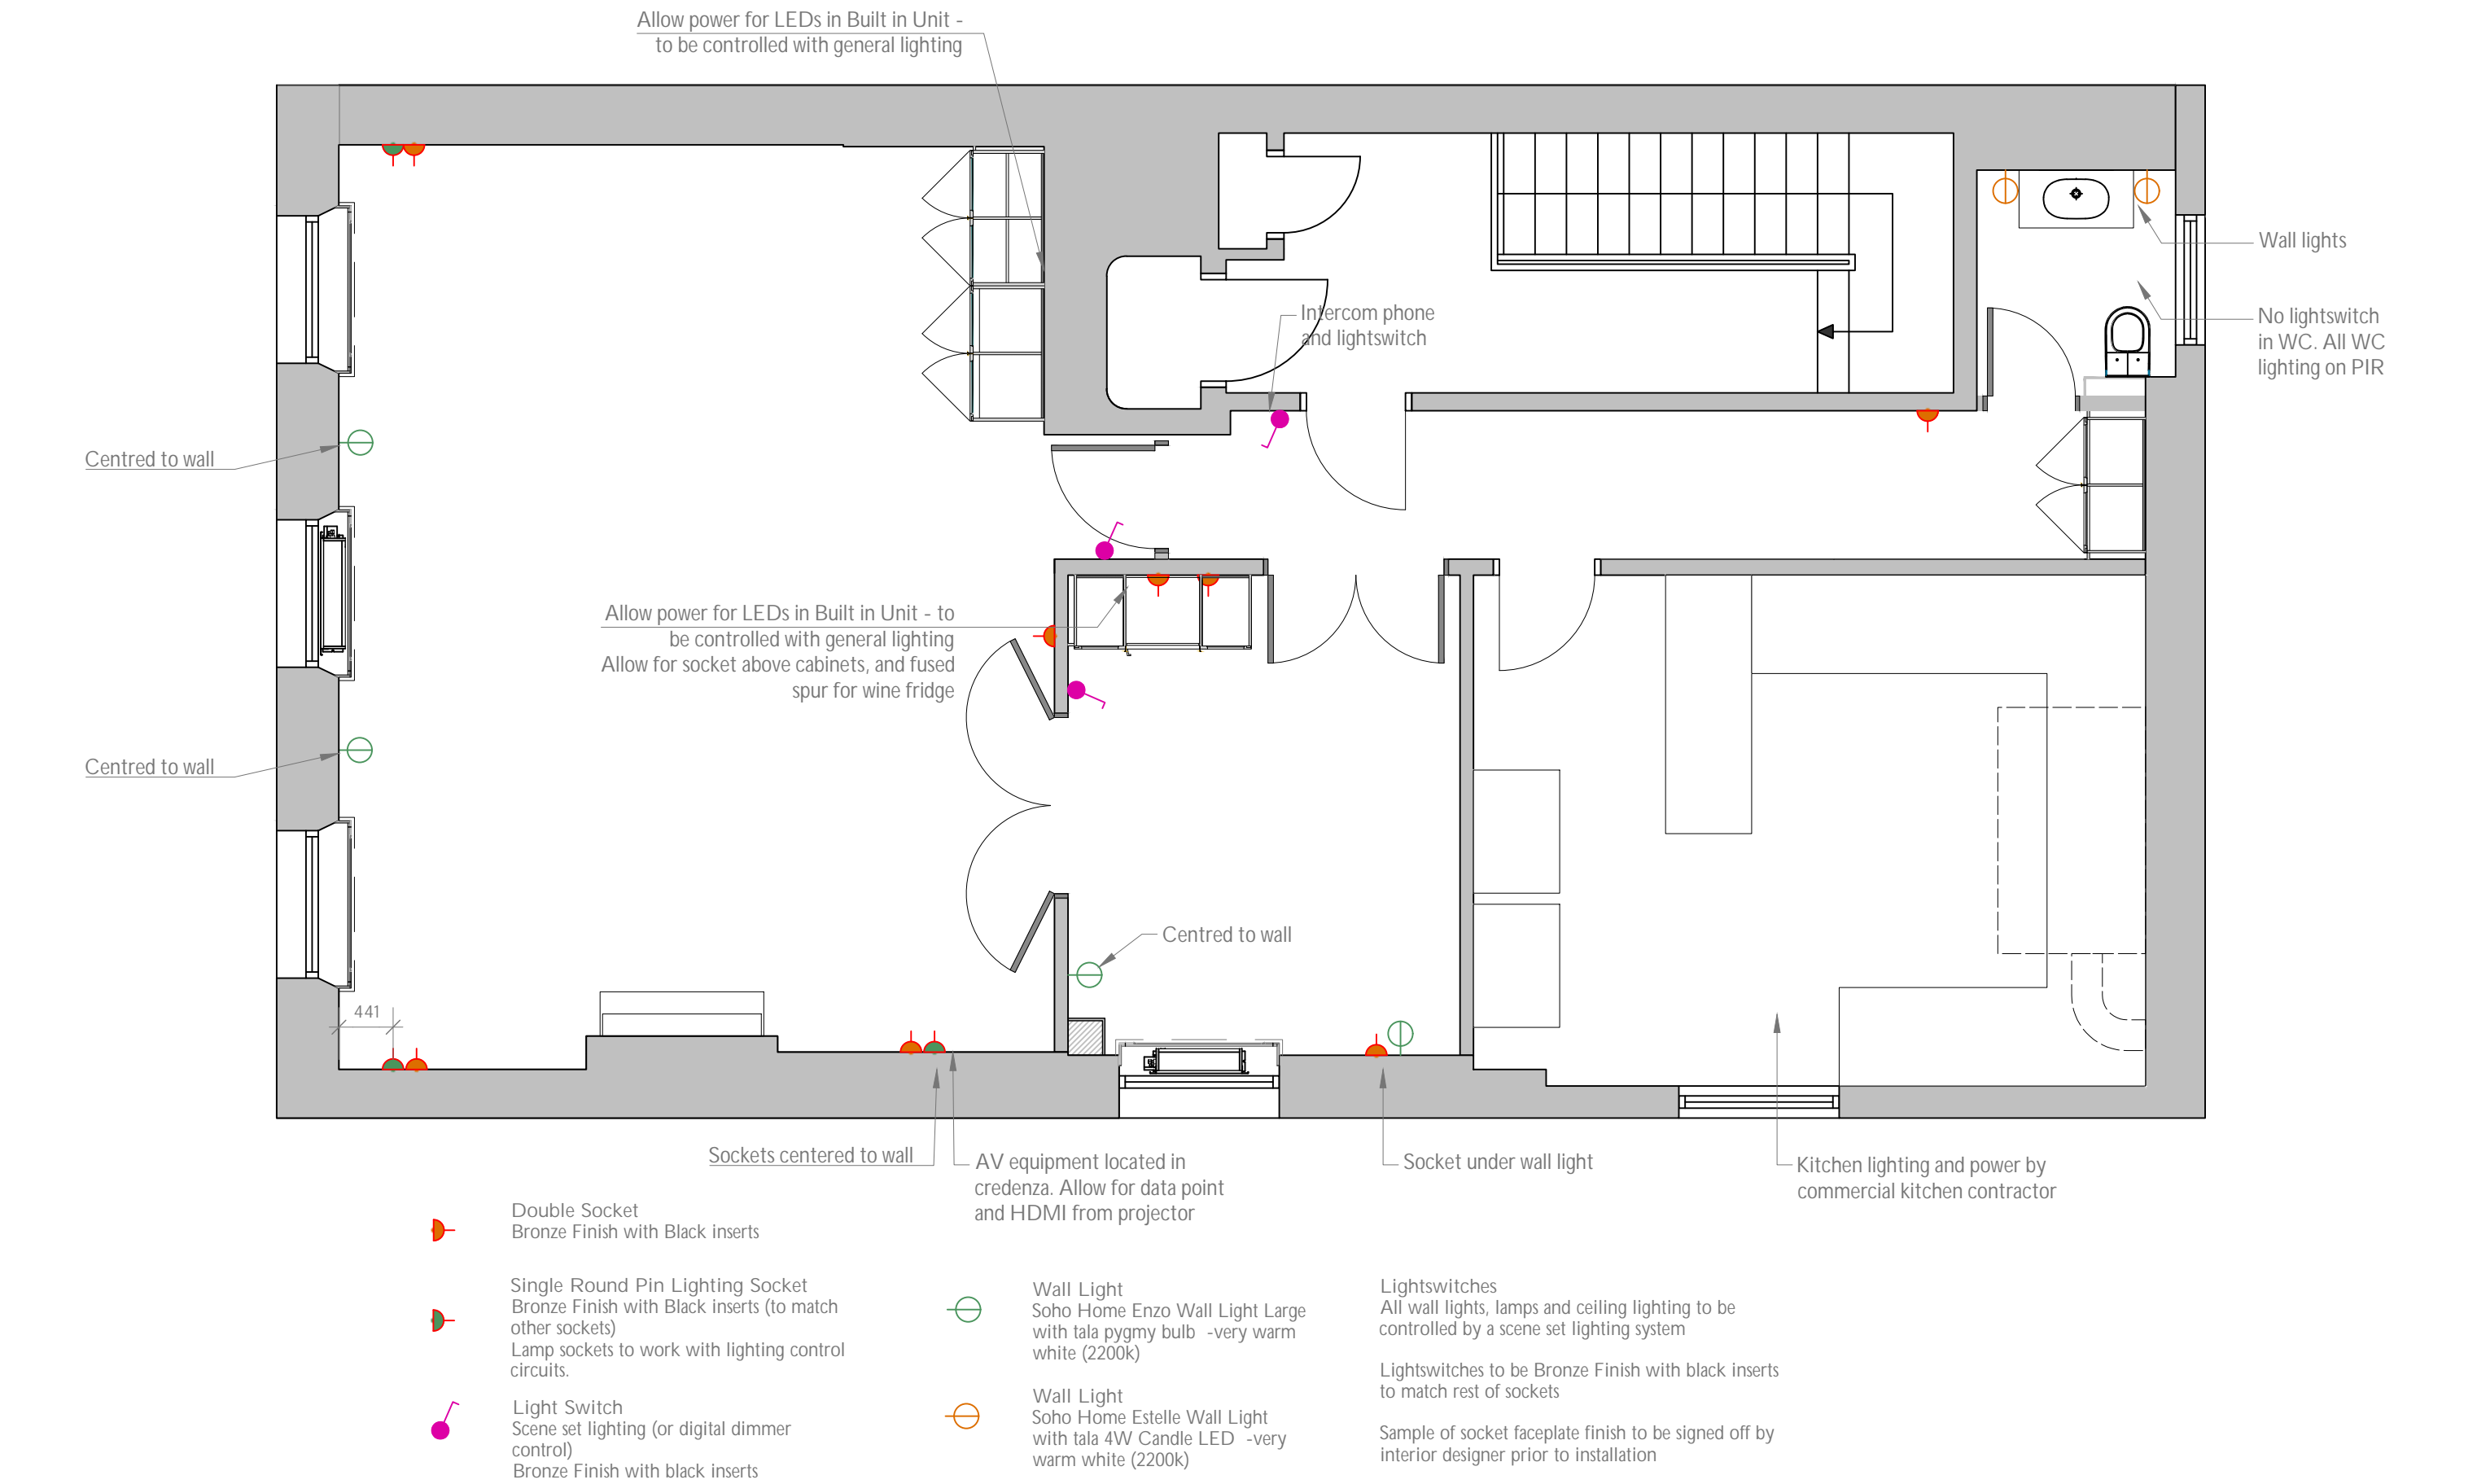 Allow power for LEDs in Built in Unit -
to be controlled with general lighting
Wall lights
Intercom phone
and lightswitch
No lightswitch
in WC. All WC
lighting on PIR
Centred to wall
Allow power for LEDs in Built in Unit - to
be controlled with general lighting
Allow for socket above cabinets, and fused
spur for wine fridge
Centred to wall
Centred to wall
441
Sockets centered to wall
AV equipment located in
credenza. Allow for data point
and HDMI from projector
Socket under wall light
Kitchen lighting and power by
commercial kitchen contractor
Double Socket
Bronze Finish with Black inserts
Single Round Pin Lighting Socket
Bronze Finish with Black inserts (to match
other sockets)
Lamp sockets to work with lighting control
circuits.
Light Switch
Scene set lighting (or digital dimmer
control)
Bronze Finish with black inserts
Wall Light
Soho Home Enzo Wall Light Large
with tala pygmy bulb -very warm
white (2200k)
Wall Light
Soho Home Estelle Wall Light
with tala 4W Candle LED -very
warm white (2200k)
Lightswitches
All wall lights, lamps and ceiling lighting to be
controlled by a scene set lighting system
Lightswitches to be Bronze Finish with black inserts
to match rest of sockets
Sample of socket faceplate finish to be signed off by
interior designer prior to installation